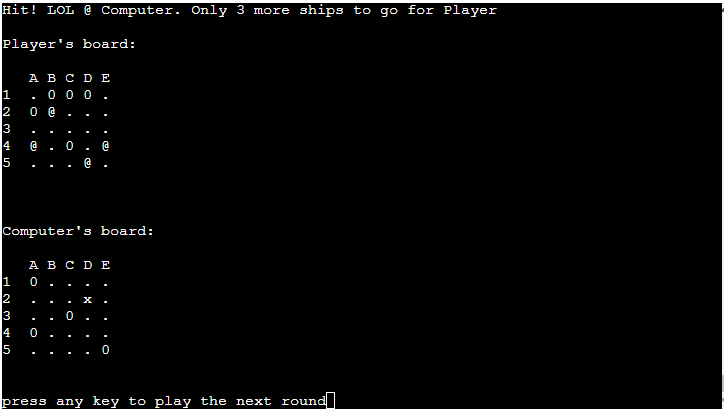 Hit! LOL @ Computer. Only 3 more ships to go for Player
Player's board:
A B C D E
1 . O O O .
2 O @ . . .
3 . . . . .
4 @ . O . @
5 . . . @ .
Computer's board:
A B C D E
1 O . . . .
2 . . . x .
3 . . O . .
4 O . . . .
5 . . . . O
press any key to play the next round